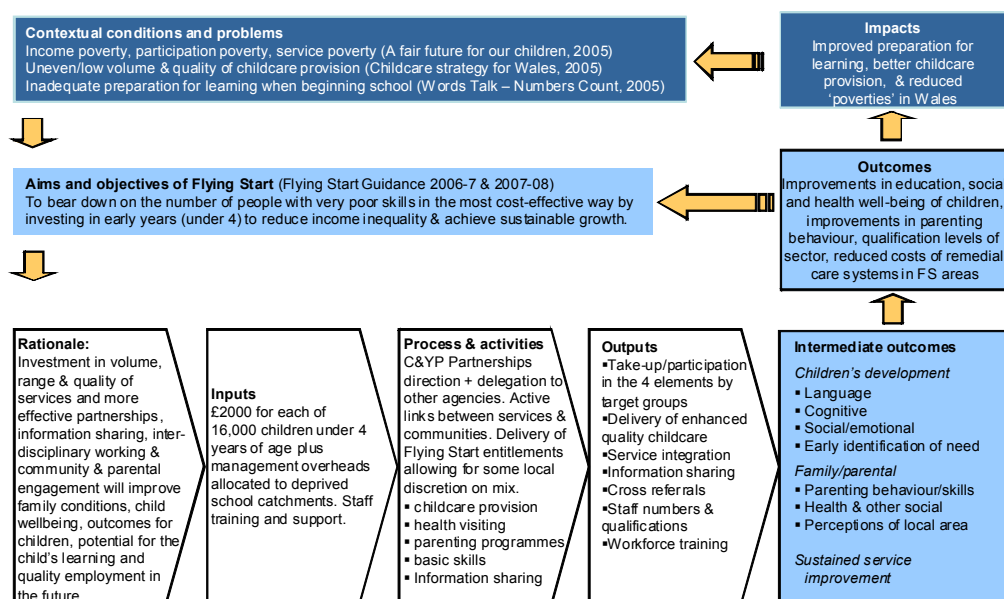 Contextual conditions and problems
Income poverty, participation poverty, service poverty (A fair future for our children, 2005)
Uneven/low volume & quality of childcare provision (Childcare strategy for Wales, 2005)
Inadequate preparation for learning when beginning school (Words Talk – Numbers Count, 2005)
Impacts
Improved preparation for
learning, better childcare
provision, & reduced
'poverties' in Wales
Aims and objectives of Flying Start (Flying Start Guidance 2006-7 & 2007-08)
To bear down on the number of people with very poor skills in the most cost-effective way by
investing in early years (under 4) to reduce income inequality & achieve sustainable growth.
Outcomes
Improvements in education, social
and health well-being of children,
improvements in parenting
behaviour, qualification levels of
sector, reduced costs of remedial
care systems in FS areas
Rationale:
Investment in volume,
range & quality of
services and more
effective partnerships,
information sharing, inter-
disciplinary working &
community & parental
engagement will improve
family conditions, child
wellbeing, outcomes for
children, potential for the
child's learning and
quality employment in
the future
Inputs
£2000 for each of
16,000 children under 4
years of age plus
management overheads
allocated to deprived
school catchments. Staff
training and support.
Process & activities
C&YP Partnerships
direction + delegation to
other agencies. Active
links between services &
communities. Delivery of
Flying Start entitlements
allowing for some local
discretion on mix.
▪ childcare provision
▪ health visiting
▪ parenting programmes
▪ basic skills
▪ Information sharing
Outputs
▪Take-up/participation
in the 4 elements by
target groups
▪Delivery of enhanced
quality childcare
▪Service integration
▪Information sharing
▪Cross referrals
▪Staff numbers &
qualifications
▪Workforce training
Intermediate outcomes
Children's development
▪ Language
▪ Cognitive
▪ Social/emotional
▪ Early identification of need
Family/parental
▪ Parenting behaviour/skills
▪ Health & other social
▪ Perceptions of local area
Sustained service
improvement